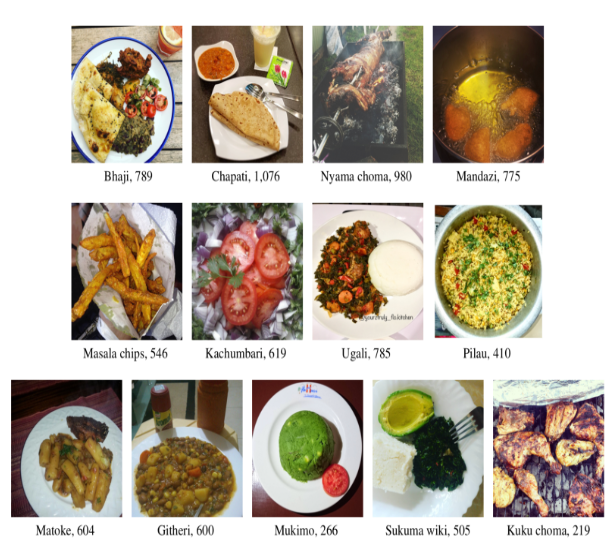 Bhaji, 789
Chapati, 1,076
Nyama choma, 980
Mandazi, 775
@yourstruly_floskitchen
Masala chips, 546
Kachumbari, 619
Ugali, 785
Pilau, 410
Matoke, 604
Githeri, 600
Mukimo, 266
Sukuma wiki, 505
Kuku choma, 219